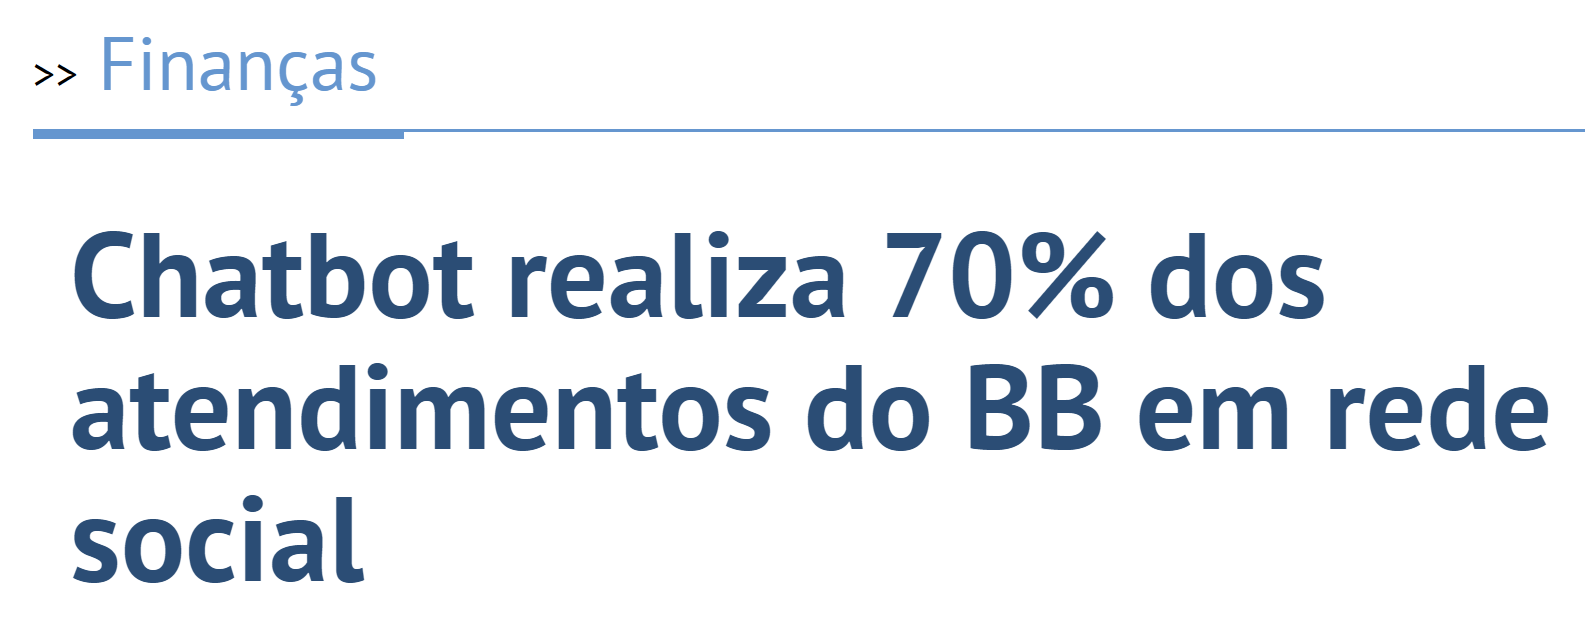 >> Finanças
Chatbot realiza 70% dos
atendimentos do BB em rede
social